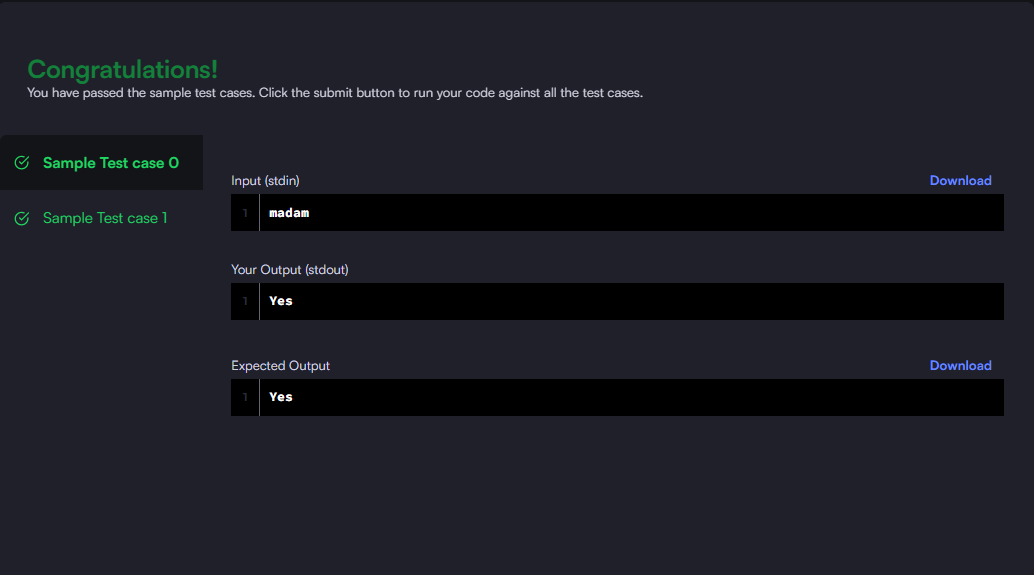 Congratulations!
You have passed the sample test cases. Click the submit button to run your code against all the test cases.
Sample Test case 0
Sample Test case 1
Input (stdin)
Download
1 madam
Your Output (stdout)
1 Yes
Expected Output
Download
1 Yes